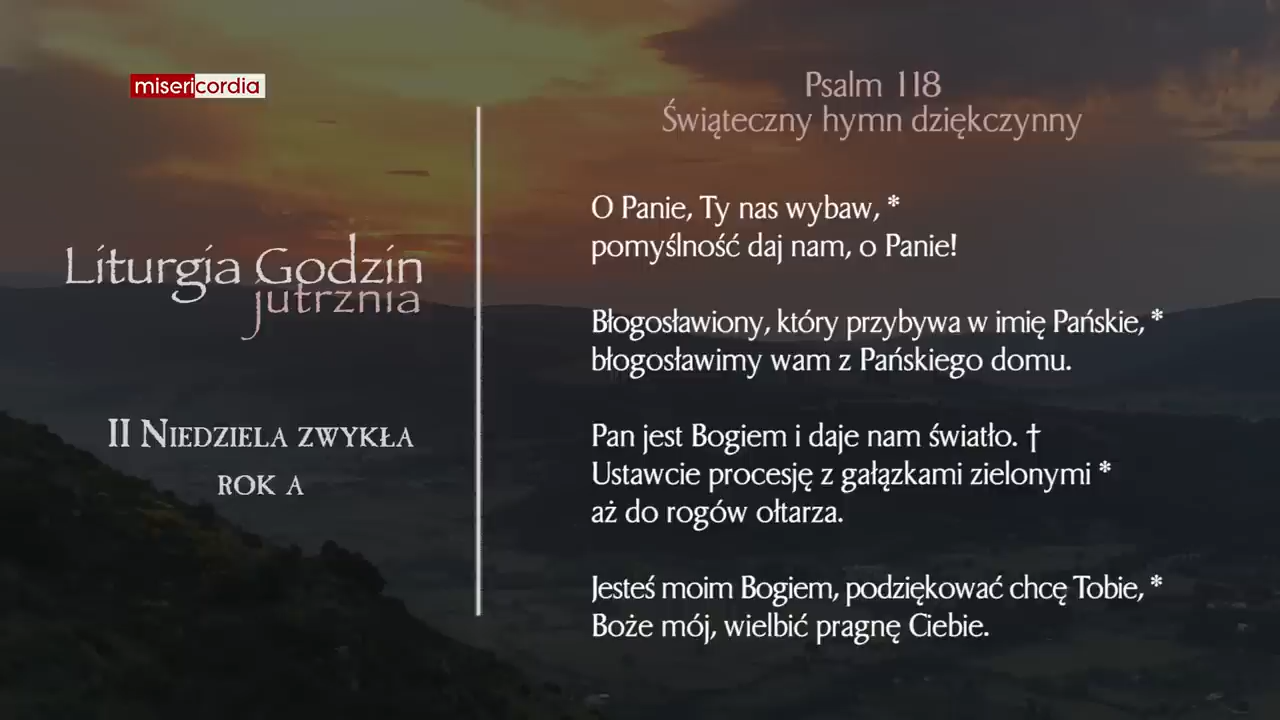 misericordia
Liturgia Godzin
jutrznia
II Niedziela zwykła
rok A
Psalm 118
Świąteczny hymn dziękczynny
O Panie, Ty nas wybaw, *
pomyślność daj nam, o Panie!
Błogosławiony, który przybywa w imię Pańskie, *
błogosławimy wam z Pańskiego domu.
Pan jest Bogiem i daje nam światło. †
Ustawcie procesję z gałązkami zielonymi *
aż do rogów ołtarza.
Jesteś moim Bogiem, podziękować chcę Tobie, *
Boże mój, wielbić pragnę Ciebie.